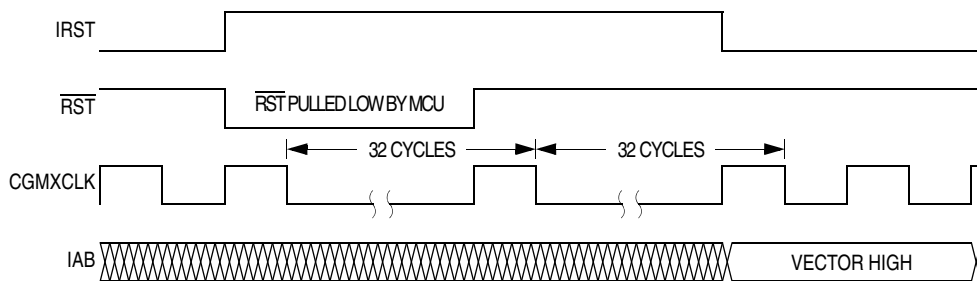 IRST
RST
RST PULLED LOW BY MCU
32 CYCLES
32 CYCLES
CGMXCLK
IAB
VECTOR HIGH